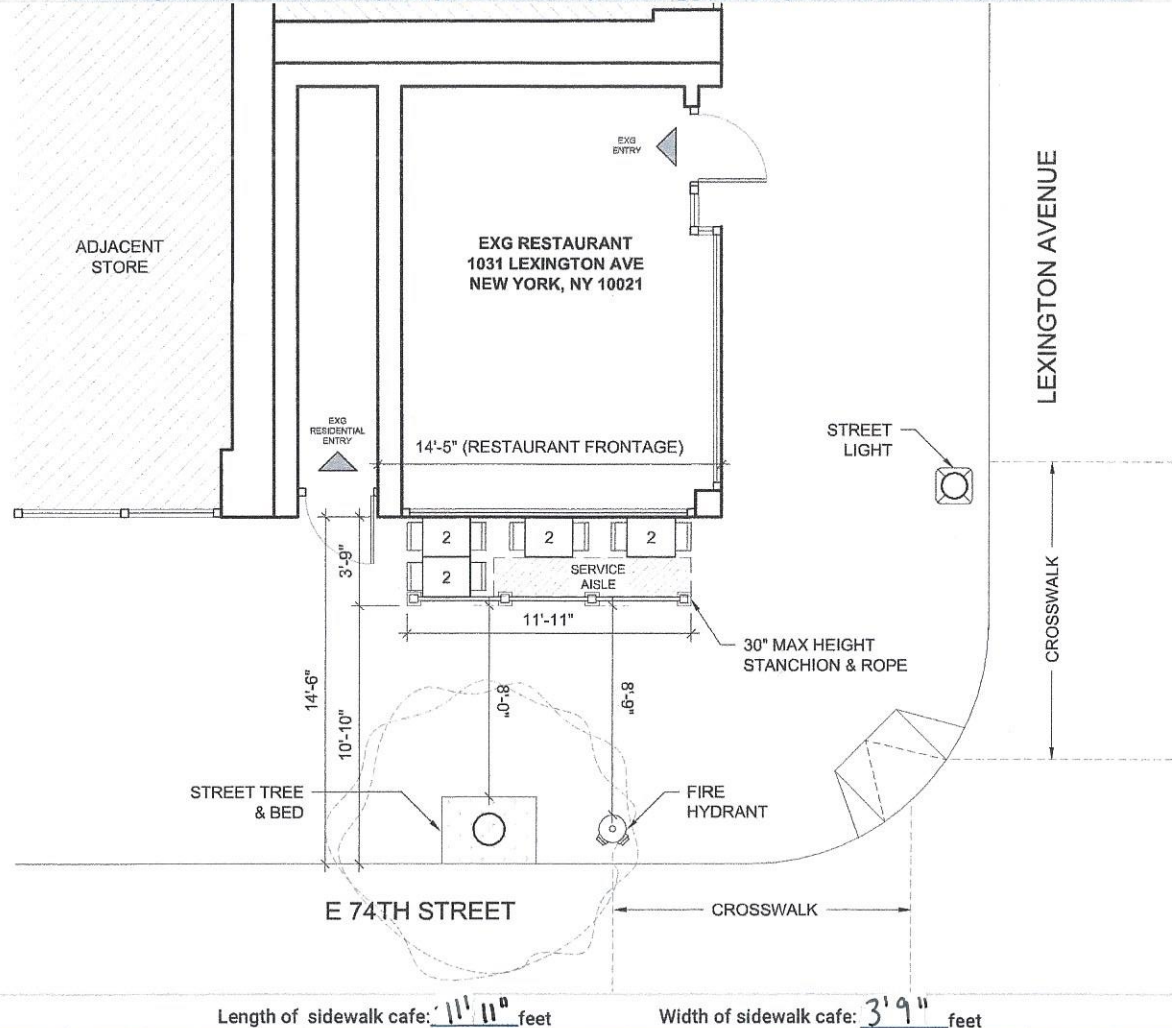 EXG
ENTRY
LEXINGTON AVENUE
ADJACENT
STORE
EXG RESTAURANT
1031 LEXINGTON AVE
NEW YORK, NY 10021
EXG
RESIDENTIAL
ENTRY
14'-5" (RESTAURANT FRONTAGE)
STREET
LIGHT
2
2
2
2
SERVICE
AISLE
3'-9"
11'-11"
CROSSWALK
30" MAX HEIGHT
STANCHION & ROPE
14'-6"
10'-10"
8'-0"
8'-9"
STREET TREE
& BED
FIRE
HYDRANT
E 74TH STREET
CROSSWALK
Length of sidewalk cafe: 11' 11" feet
Width of sidewalk cafe: 3' 9" feet